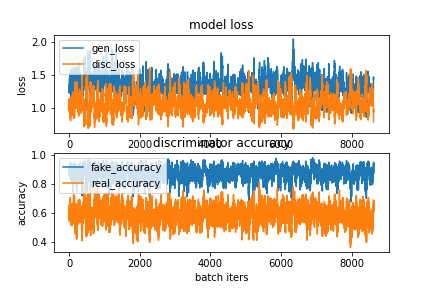 model loss
2.0
1.5
1.0
loss
gen_loss
disc_loss
0 2000 4000 6000 8000
discriminator accuracy
1.0
0.8
0.6
0.4
accuracy
fake_accuracy
real_accuracy
0 2000 4000 6000 8000
batch iters